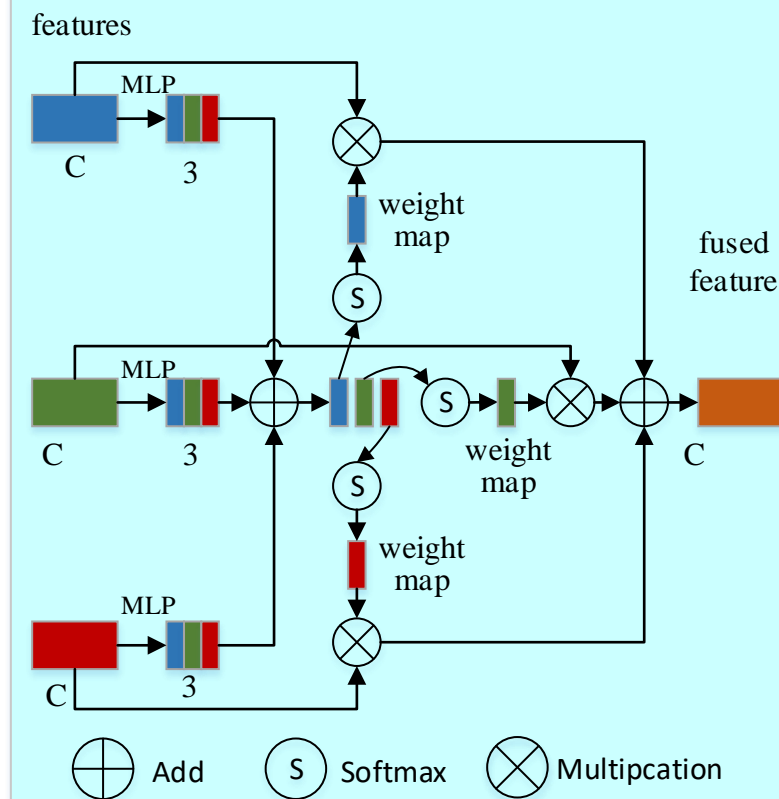 features
MLP
C
3
weight
map
fused
feature
S
MLP
C
3
S
weight
map
C
S
weight
map
MLP
C
3
Add
S
Softmax
Multipcation